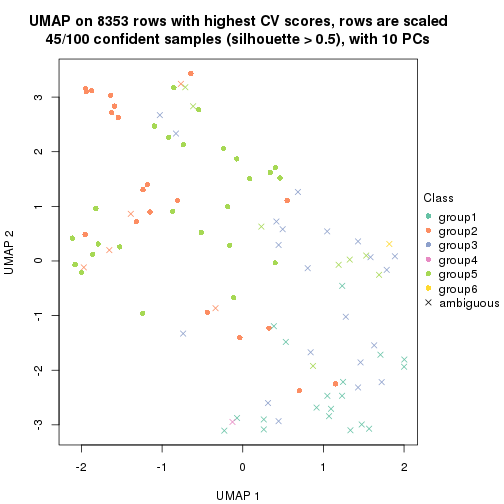 UMAP on 8353 rows with highest CV scores, rows are scaled
45/100 confident samples (silhouette > 0.5), with 10 PCs
3
2
1
0
-1
-2
-3
UMAP 2
-2
-1
0
1
2
UMAP 1
Class
group1
group2
group3
group4
group5
group6
ambiguous